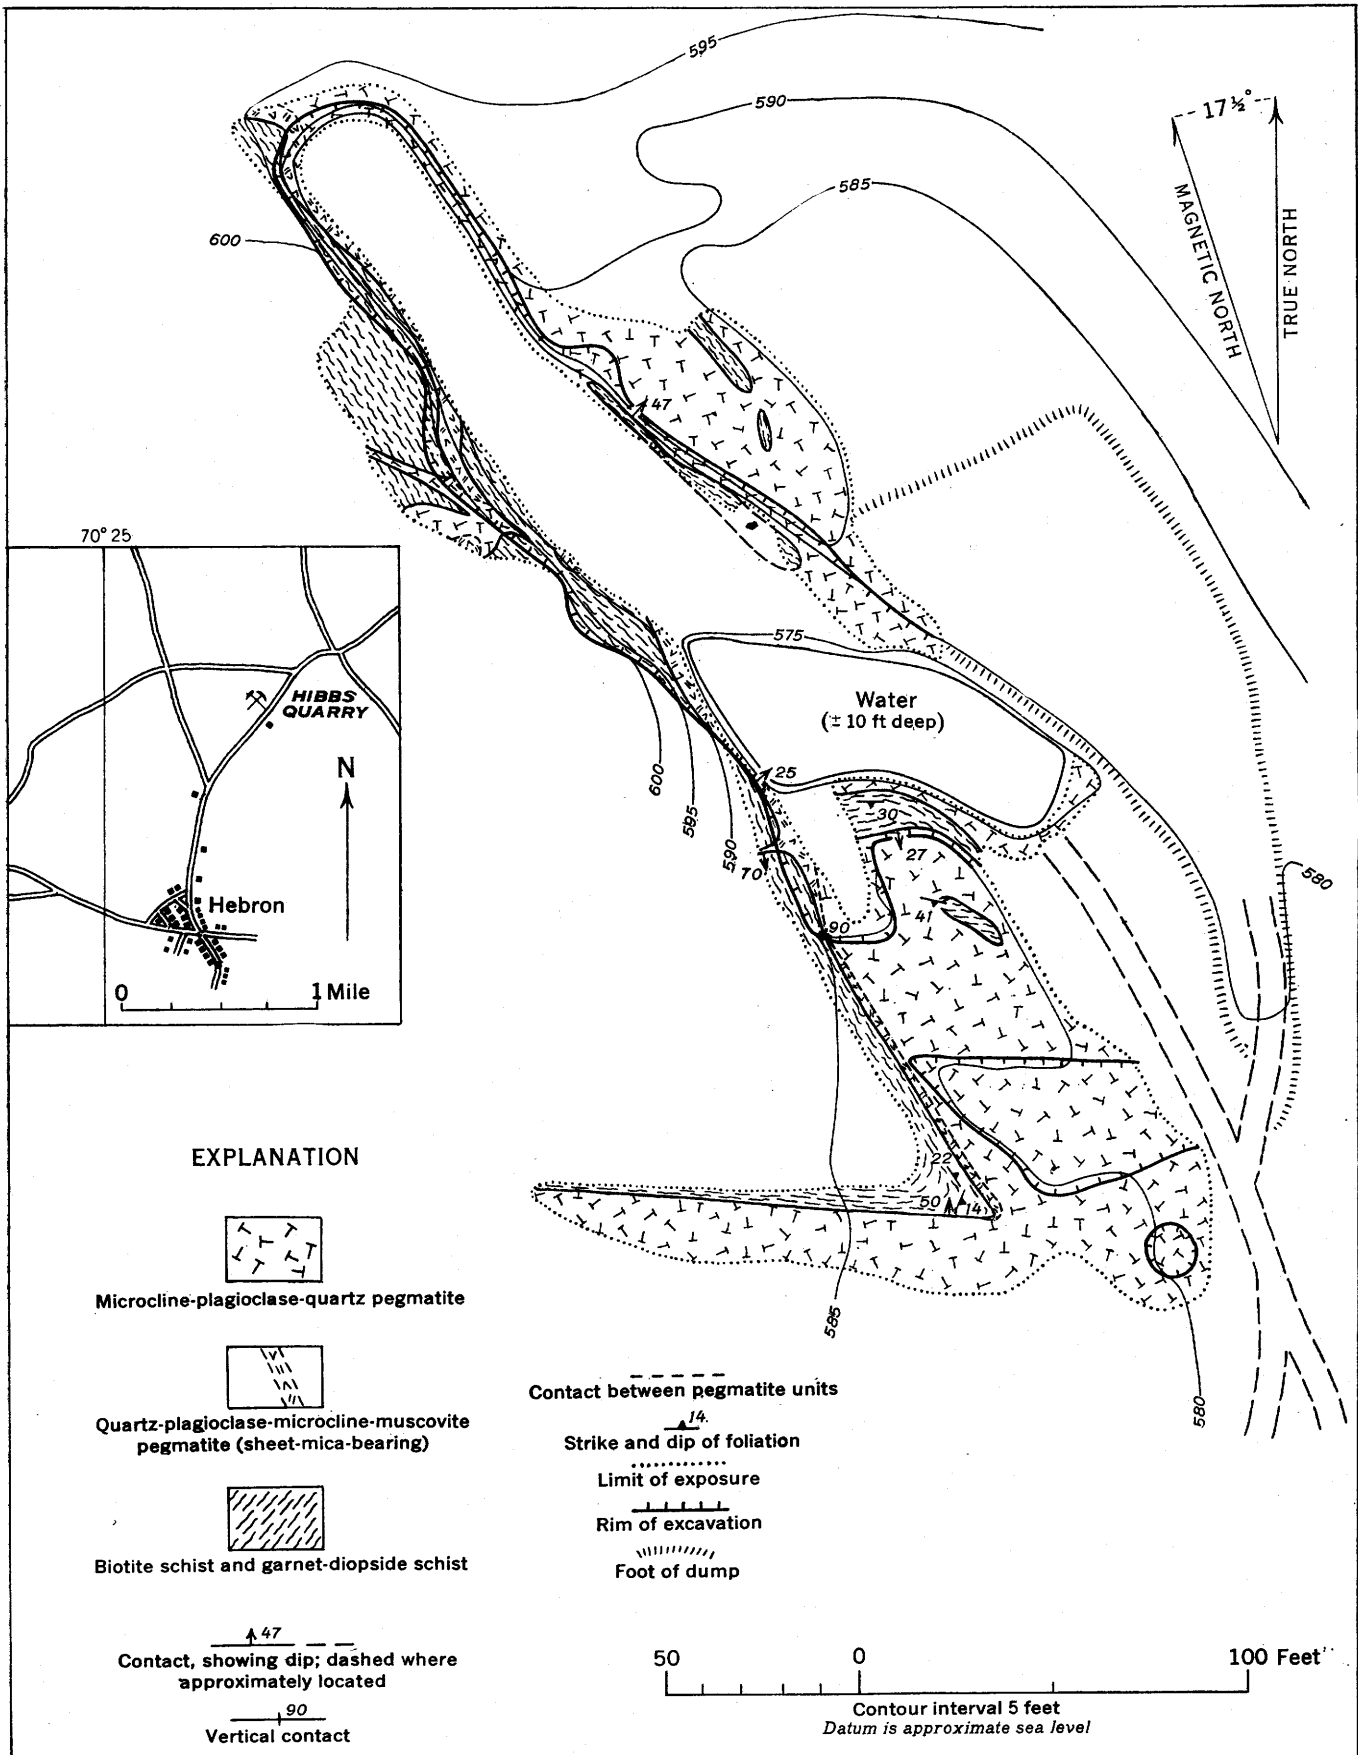 595
590
17½°
585
MAGNETIC NORTH
TRUE NORTH
600
47
70° 25
575
Water
(± 10 ft deep)
HIBBS
QUARRY
N
600
595
590
25
30
27
70
580
Hebron
41
90
0
1 Mile
EXPLANATION
22
50
14
585
580
Microcline-plagioclase-quartz pegmatite
Quartz-plagioclase-microcline-muscovite
pegmatite (sheet-mica-bearing)
Biotite schist and garnet-diopside schist
47
Contact, showing dip; dashed where
approximately located
90
Vertical contact
Contact between pegmatite units
14
Strike and dip of foliation
Limit of exposure
Rim of excavation
Foot of dump
50
0
100 Feet
Contour interval 5 feet
Datum is approximate sea level